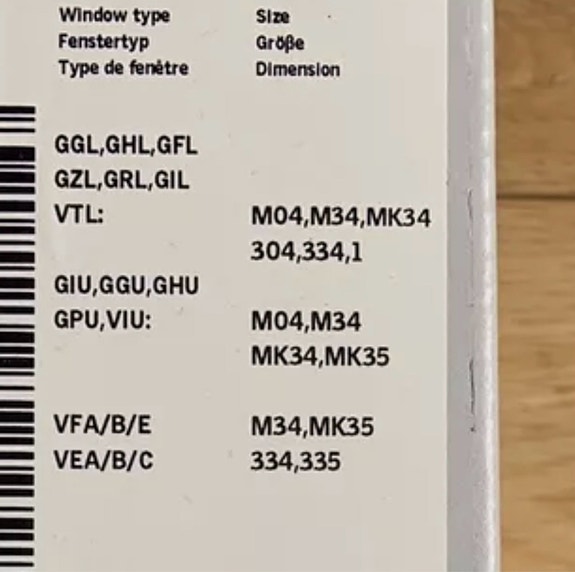 Window type Size
Fenstertyp Größe
Type de fenêtre Dimension
GGL,GHL,GFL
GZL,GRL,GIL
VTL: M04,M34,MK34
304,334,1
GIU,GGU,GHU
GPU,VIU: M04,M34
MK34,MK35
VFA/B/E M34,MK35
VEA/B/C 334,335